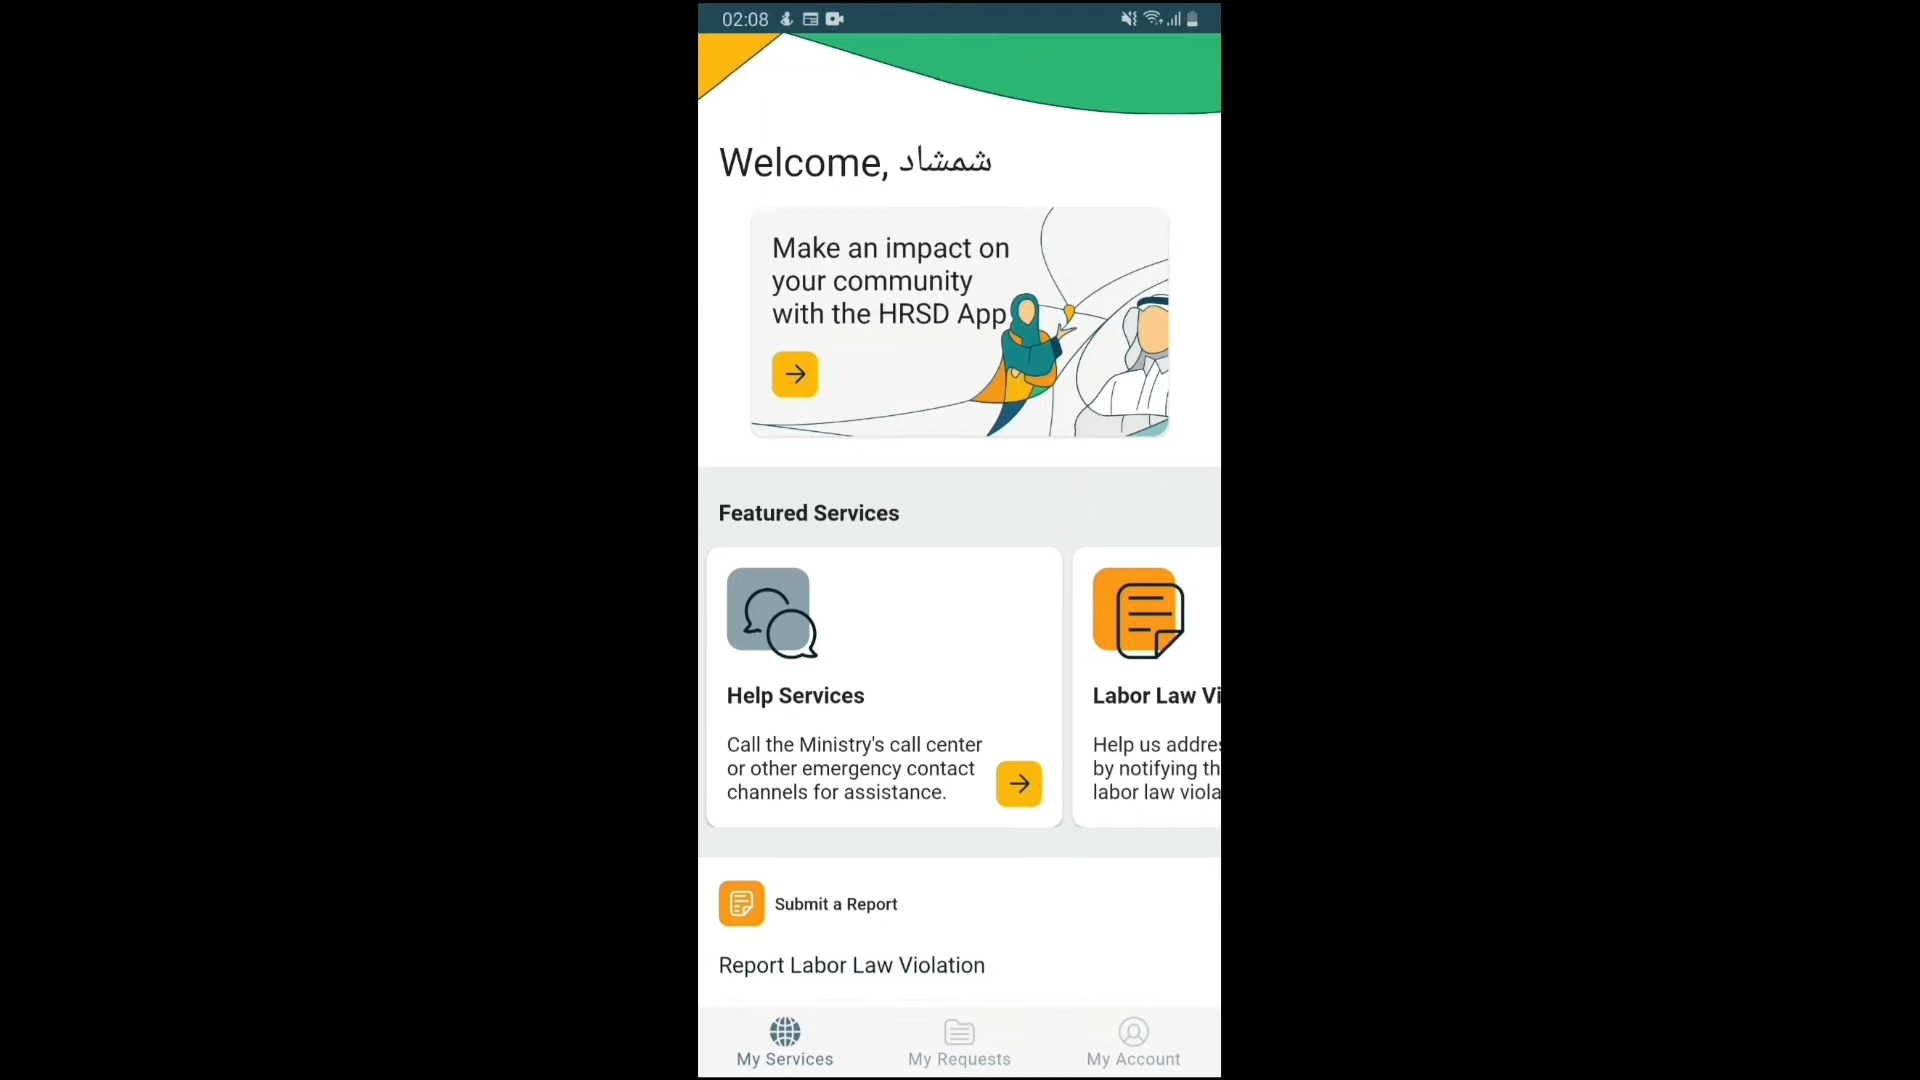 02:08
Welcome, شمشاد
Make an impact on
your community
with the HRSD App
Featured Services
Help Services
Call the Ministry's call center
or other emergency contact
channels for assistance.
Labor Law Vi
Help us addres
by notifying th
labor law viola
Submit a Report
Report Labor Law Violation
My Services
My Requests
My Account